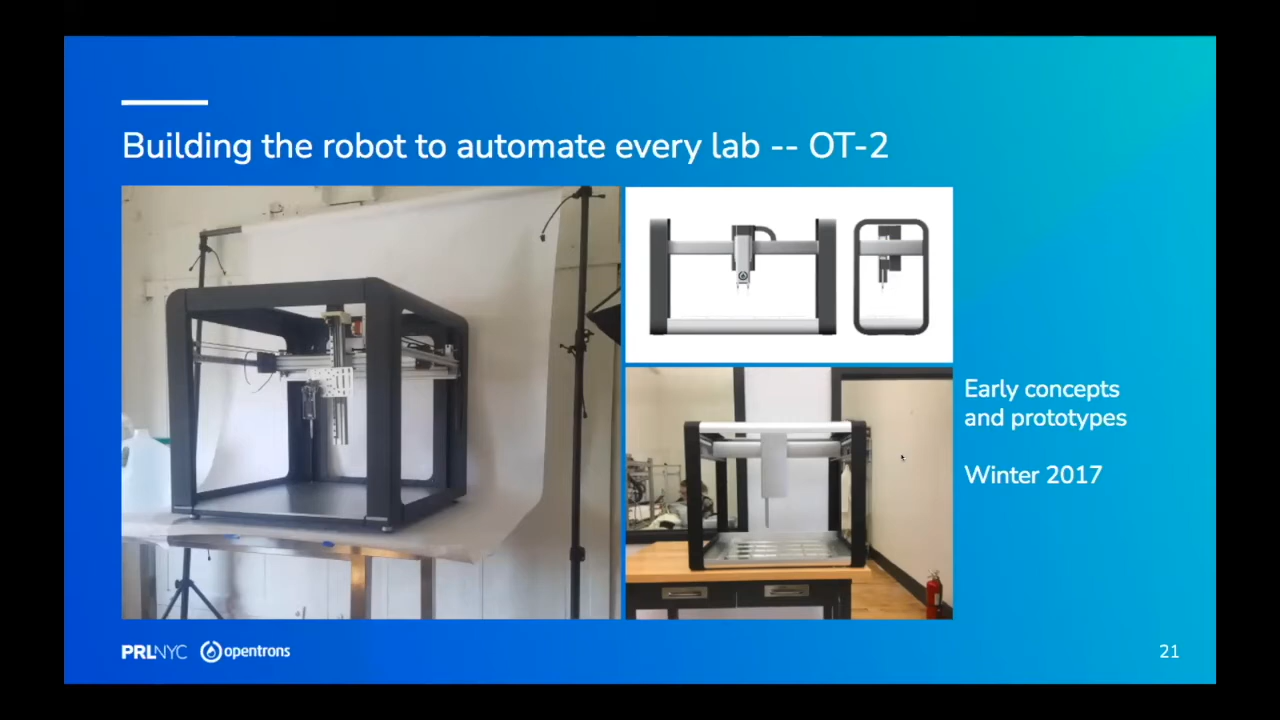 Building the robot to automate every lab -- OT-2
Early concepts
and prototypes
Winter 2017
PRLNYC opentrons
21